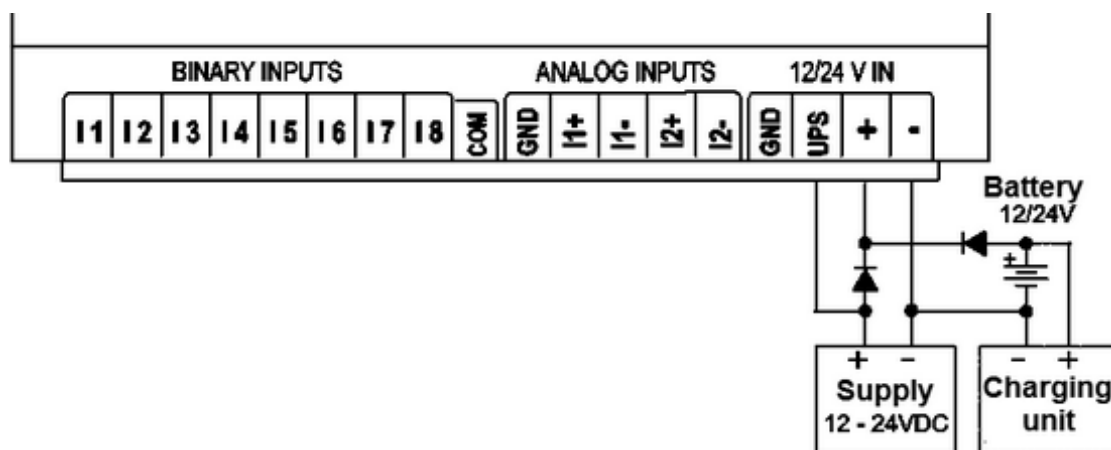 BINARY INPUTS ANALOG INPUTS 12/24 V IN
I1 I2 I3 I4 I5 I6 I7 I8 COM GND I1+ I1- I2+ I2- GND UPS + -
Battery
12/24V
+
+ - - +
Supply Charging
12 - 24VDC unit